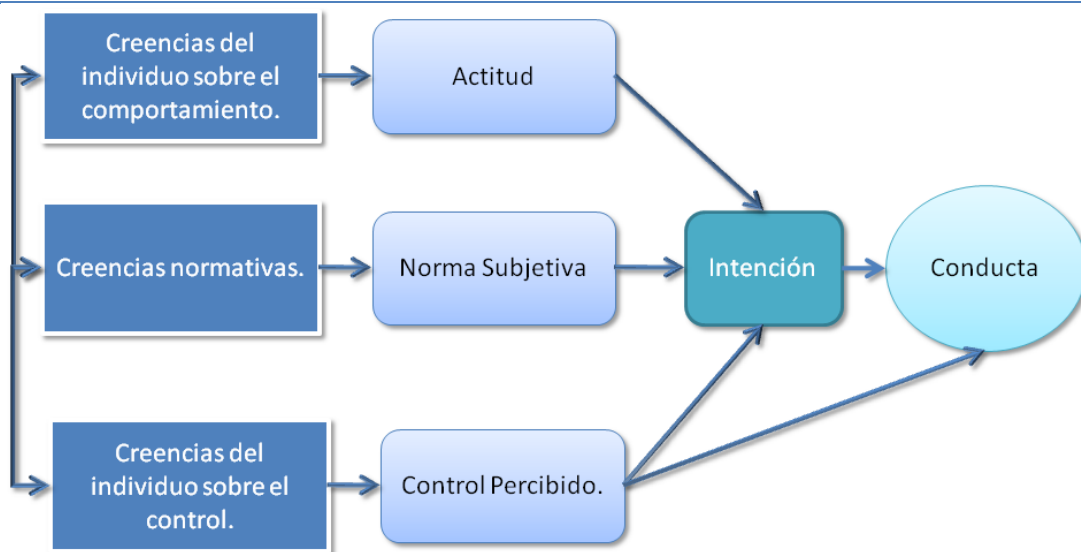 Creencias del
individuo sobre el
comportamiento.
Actitud
Creencias normativas.
Norma Subjetiva
Intención
Conducta
Creencias del
individuo sobre el
control.
Control Percibido.